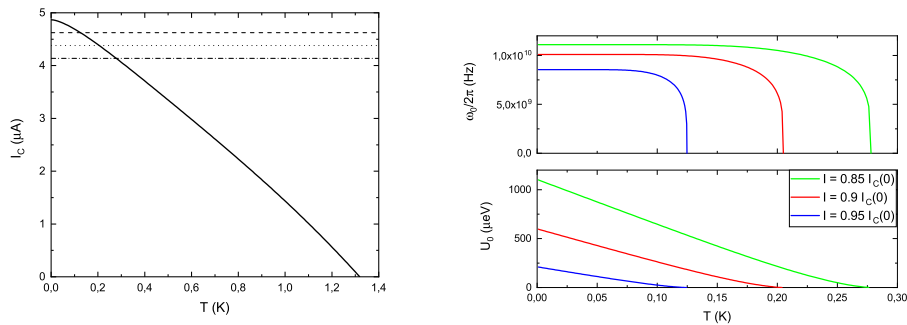 5
4
3
2
1
0
I_C (μA)
0,0 0,2 0,4 0,6 0,8 1,0 1,2 1,4
T (K)
1,0x10^10
5,0x10^9
0,0
ω_0/2π (Hz)
1000
500
0
U_0 (μeV)
I = 0.85 I_C(0)
I = 0.9 I_C(0)
I = 0.95 I_C(0)
0,00 0,05 0,10 0,15 0,20 0,25 0,30
T (K)